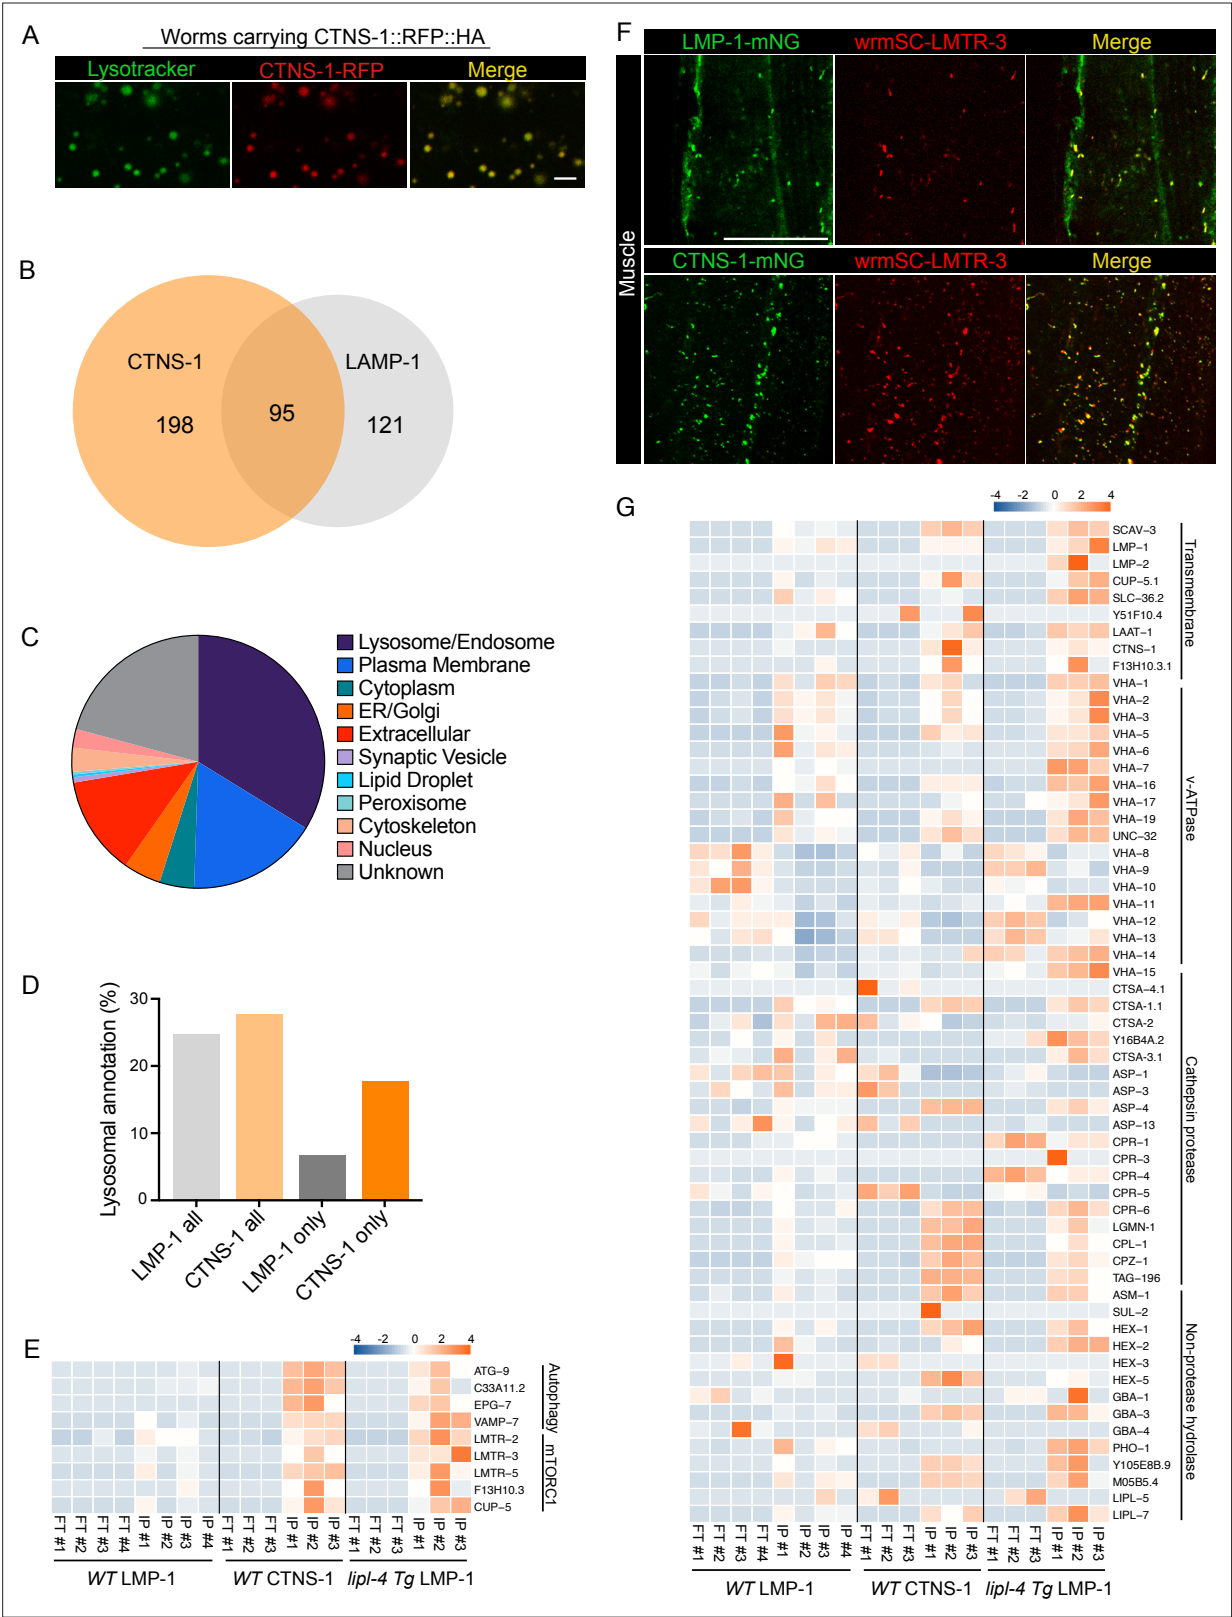 A
Worms carrying CTNS-1::RFP::HA
Lysotracker CTNS-1-RFP Merge
B
CTNS-1 LAMP-1
198 95 121
C
Lysosome/Endosome
Plasma Membrane
Cytoplasm
ER/Golgi
Extracellular
Synaptic Vesicle
Lipid Droplet
Peroxisome
Cytoskeleton
Nucleus
Unknown
D
Lysosomal annotation (%)
30
20
10
0
LMP-1 all
CTNS-1 all
LMP-1 only
CTNS-1 only
E
-4 -2 0 2 4
ATG-9
C33A11.2
EPG-7
VAMP-7
LMTR-2
LMTR-3
LMTR-5
F13H10.3
CUP-5
Autophagy
mTORC1
FT #1 FT #2 FT #3 FT #4 IP #1 IP #2 IP #3 IP #4 FT #1 FT #2 FT #3 IP #1 IP #2 IP #3 FT #1 FT #2 FT #3 IP #1 IP #2 IP #3
WT LMP-1 WT CTNS-1 lipl-4 Tg LMP-1
F
LMP-1-mNG wrmSC-LMTR-3 Merge
Muscle
CTNS-1-mNG wrmSC-LMTR-3 Merge
G
-4 -2 0 2 4
SCAV-3
LMP-1
LMP-2
CUP-5.1
SLC-36.2
Y51F10.4
LAAT-1
CTNS-1
F13H10.3.1
VHA-1
VHA-2
VHA-3
VHA-5
VHA-6
VHA-7
VHA-16
VHA-17
VHA-19
UNC-32
VHA-8
VHA-9
VHA-10
VHA-11
VHA-12
VHA-13
VHA-14
VHA-15
CTSA-4.1
CTSA-1.1
CTSA-2
Y16B4A.2
CTSA-3.1
ASP-1
ASP-3
ASP-4
ASP-13
CPR-1
CPR-3
CPR-4
CPR-5
CPR-6
LGMN-1
CPL-1
CPZ-1
TAG-196
ASM-1
SUL-2
HEX-1
HEX-2
HEX-3
HEX-5
GBA-1
GBA-3
GBA-4
PHO-1
Y105E8B.9
M05B5.4
LIPL-5
LIPL-7
Transmembrane
v-ATPase
Cathepsin protease
Non-protease hydrolase
FT #1 FT #2 FT #3 FT #4 IP #1 IP #2 IP #3 IP #4 FT #1 FT #2 FT #3 IP #1 IP #2 IP #3 FT #1 FT #2 FT #3 IP #1 IP #2 IP #3
WT LMP-1 WT CTNS-1 lipl-4 Tg LMP-1